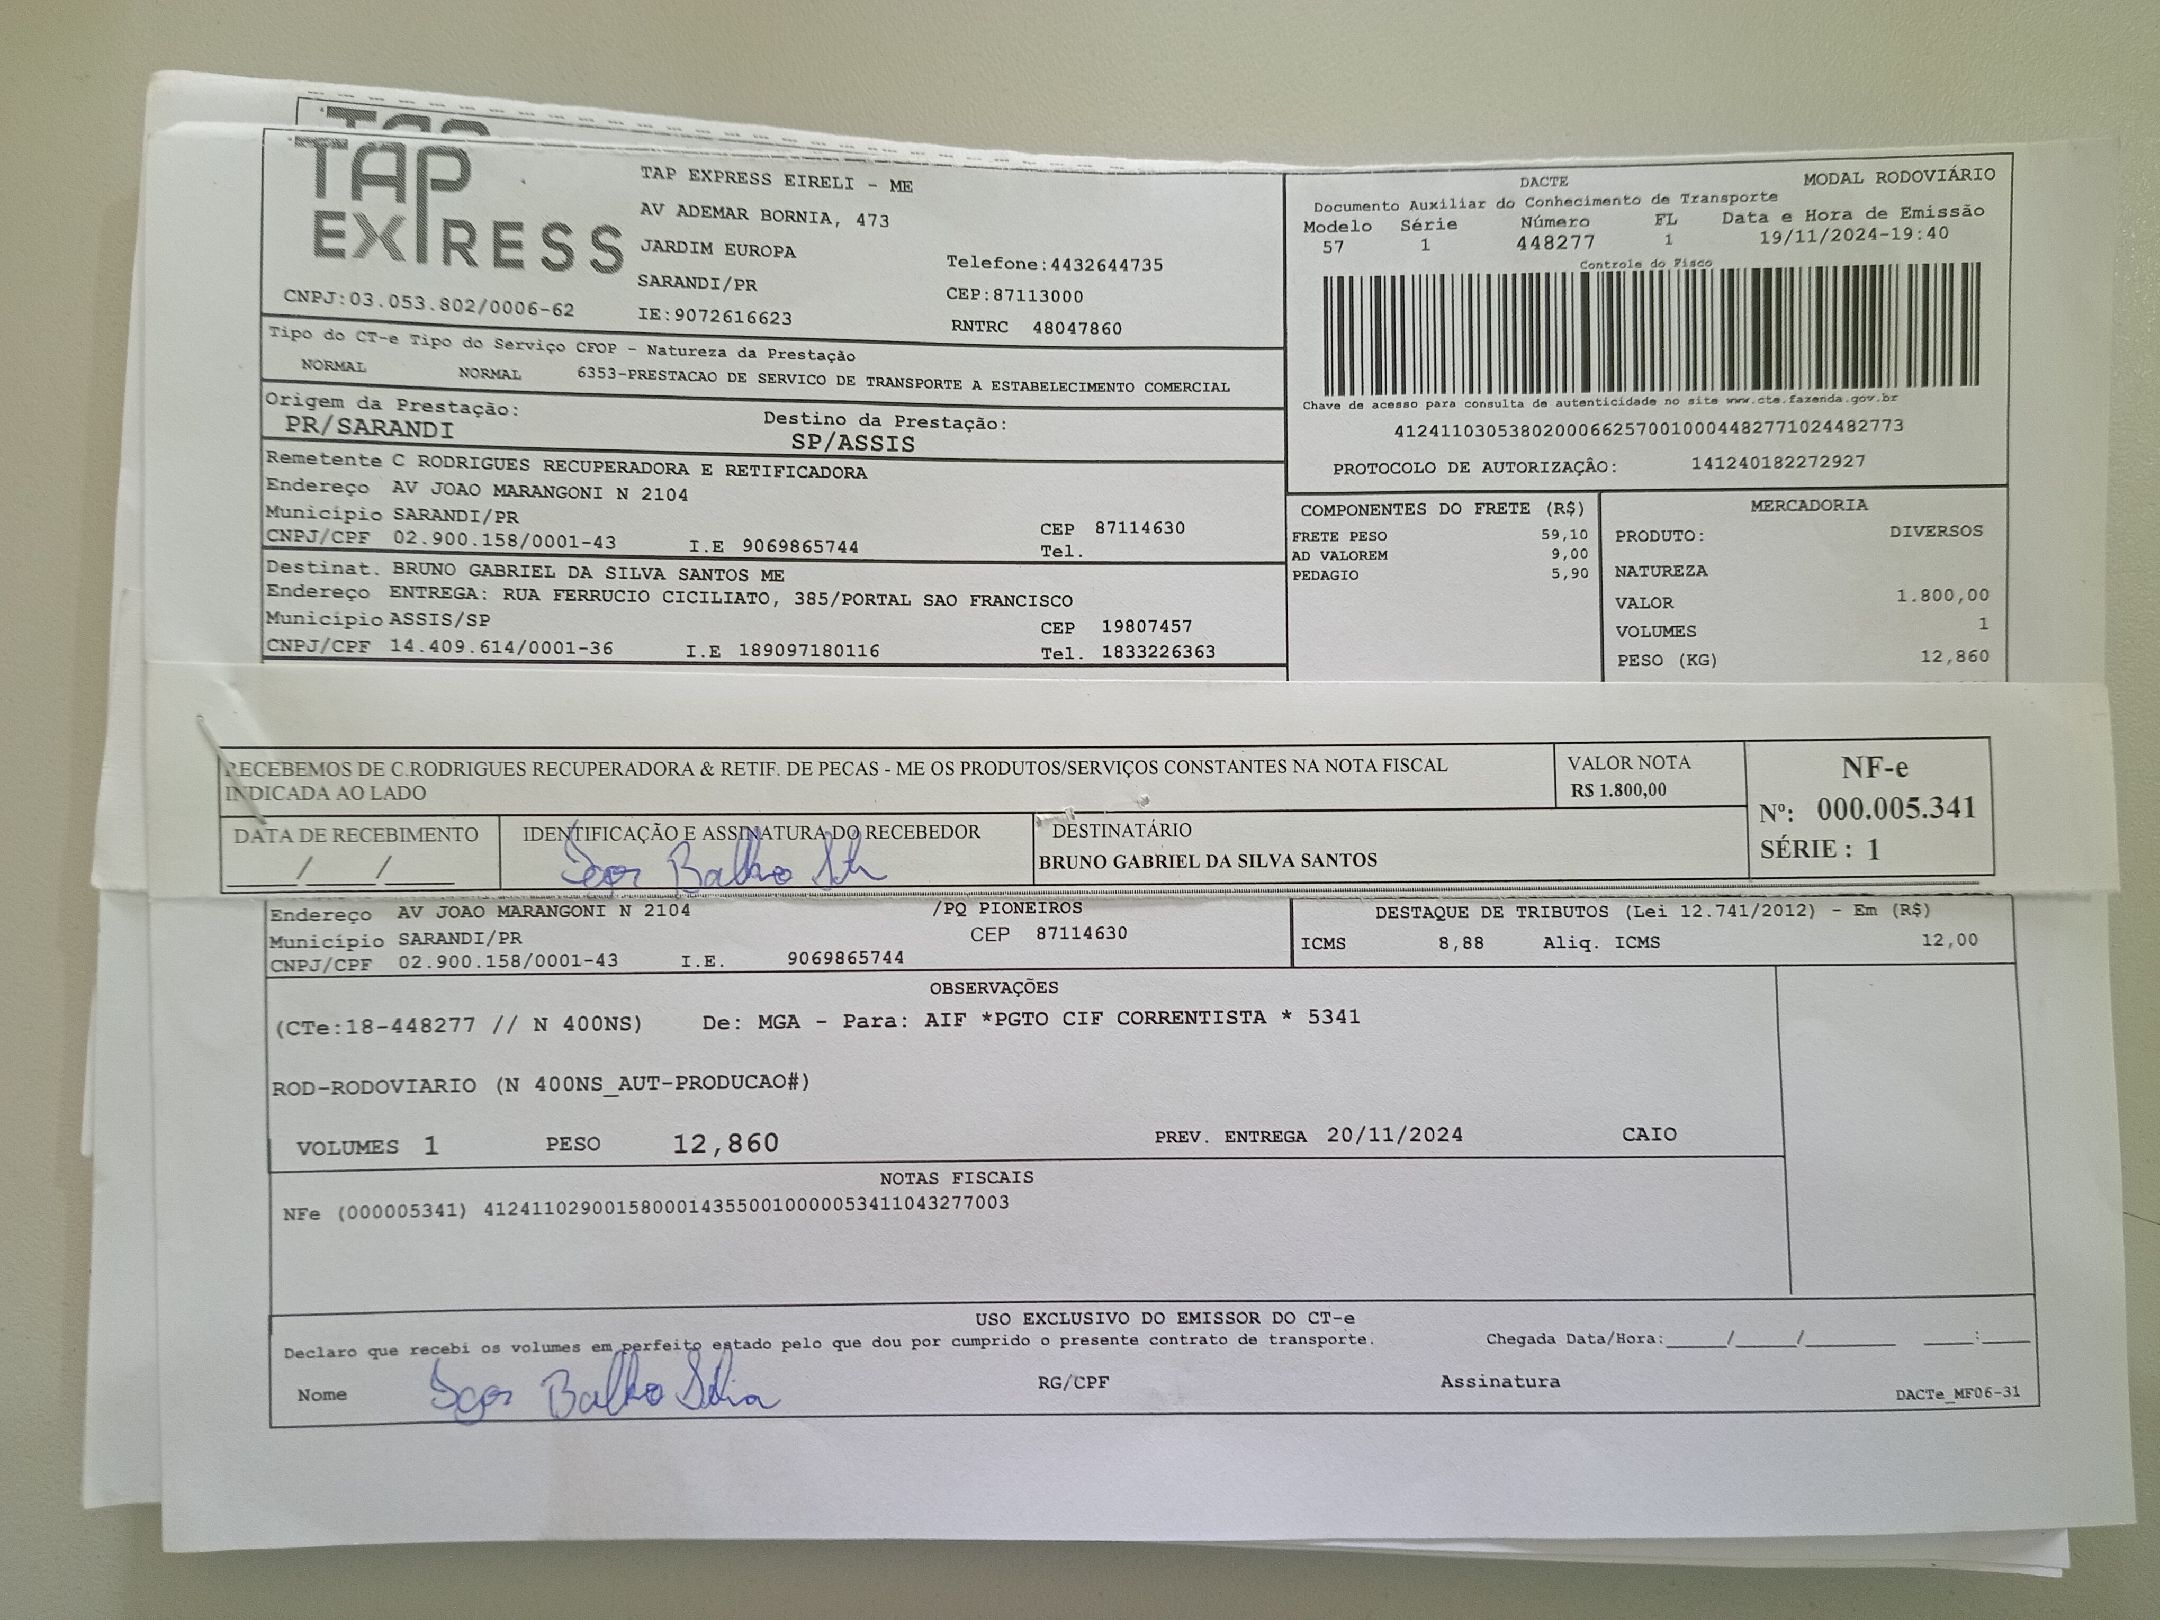 TAP EXPRESS
TAP EXPRESS EIRELI - ME
AV ADEMAR BORNIA, 473
JARDIM EUROPA
SARANDI/PR
IE:9072616623
Telefone:4432644735
CEP:87113000
RNTRC 48047860
CNPJ:03.053.802/0006-62
DACTE
MODAL RODOVIÁRIO
Documento Auxiliar do Conhecimento de Transporte
Modelo Série Número FL Data e Hora de Emissão
57 1 448277 1 19/11/2024-19:40
Controle do Fisco
Chave de acesso para consulta de autenticidade no site www.cte.fazenda.gov.br
41241103053802000662570010004482771024482773
PROTOCOLO DE AUTORIZAÇÃO: 141240182272927
Tipo do CT-e Tipo do Serviço CFOP - Natureza da Prestação
NORMAL NORMAL 6353-PRESTACAO DE SERVICO DE TRANSPORTE A ESTABELECIMENTO COMERCIAL
Origem da Prestação: Destino da Prestação:
PR/SARANDI SP/ASSIS
Remetente C RODRIGUES RECUPERADORA E RETIFICADORA
Endereço AV JOAO MARANGONI N 2104
Município SARANDI/PR CEP 87114630
CNPJ/CPF 02.900.158/0001-43 I.E 9069865744 Tel.
Destinat. BRUNO GABRIEL DA SILVA SANTOS ME
Endereço ENTREGA: RUA FERRUCIO CICILIATO, 385/PORTAL SAO FRANCISCO
Município ASSIS/SP CEP 19807457
CNPJ/CPF 14.409.614/0001-36 I.E 189097180116 Tel. 1833226363
COMPONENTES DO FRETE (R$)
FRETE PESO 59,10
AD VALOREM 9,00
PEDAGIO 5,90
MERCADORIA
PRODUTO: DIVERSOS
NATUREZA
VALOR 1.800,00
VOLUMES 1
PESO (KG) 12,860
RECEBEMOS DE C.RODRIGUES RECUPERADORA & RETIF. DE PECAS - ME OS PRODUTOS/SERVIÇOS CONSTANTES NA NOTA FISCAL
INDICADA AO LADO
VALOR NOTA
R$ 1.800,00
NF-e
Nº: 000.005.341
SÉRIE : 1
DATA DE RECEBIMENTO
___/___/___
IDENTIFICAÇÃO E ASSINATURA DO RECEBEDOR
DESTINATÁRIO
BRUNO GABRIEL DA SILVA SANTOS
Endereço AV JOAO MARANGONI N 2104 /PQ PIONEIROS
Município SARANDI/PR CEP 87114630
CNPJ/CPF 02.900.158/0001-43 I.E. 9069865744
DESTAQUE DE TRIBUTOS (Lei 12.741/2012) - Em (R$)
ICMS 8,88 Aliq. ICMS 12,00
OBSERVAÇÕES
(CTe:18-448277 // N 400NS) De: MGA - Para: AIF *PGTO CIF CORRENTISTA * 5341
ROD-RODOVIARIO (N 400NS_AUT-PRODUCAO#)
VOLUMES 1 PESO 12,860 PREV. ENTREGA 20/11/2024 CAIO
NOTAS FISCAIS
NFe (000005341) 41241102900158000143550010000053411043277003
USO EXCLUSIVO DO EMISSOR DO CT-e
Declaro que recebi os volumes em perfeito estado pelo que dou por cumprido o presente contrato de transporte. Chegada Data/Hora:____/____/______ ___:___
Nome RG/CPF Assinatura
DACTe_MF06-31